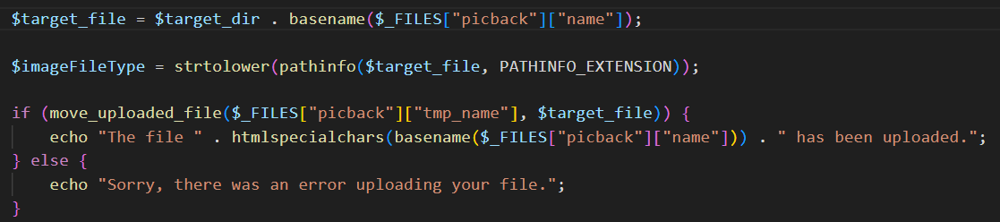 $target_file = $target_dir . basename($_FILES["picback"]["name"]);
$imageFileType = strtolower(pathinfo($target_file, PATHINFO_EXTENSION));
if (move_uploaded_file($_FILES["picback"]["tmp_name"], $target_file)) {
    echo "The file " . htmlspecialchars(basename($_FILES["picback"]["name"])) . " has been uploaded.";
} else {
    echo "Sorry, there was an error uploading your file.";
}